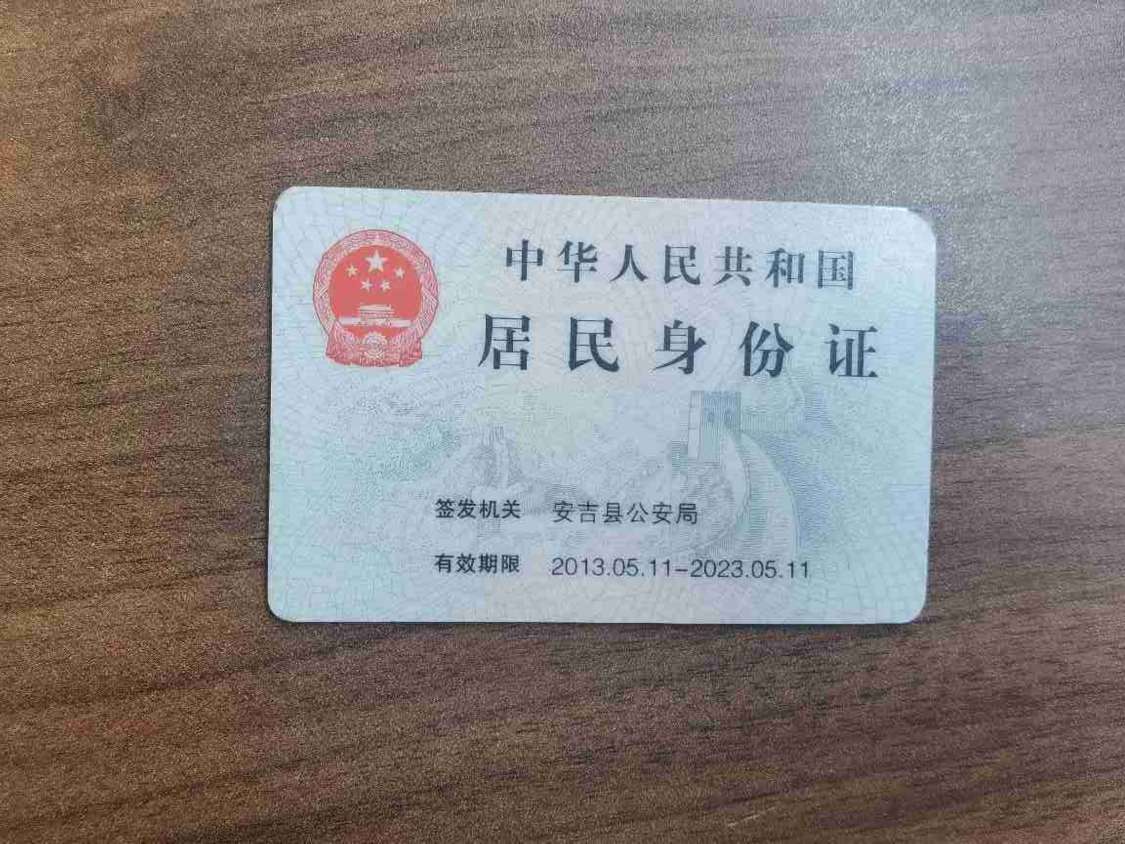 中华人民共和国
居民身份证
签发机关 安吉县公安局
有效期限 2013.05.11-2023.05.11